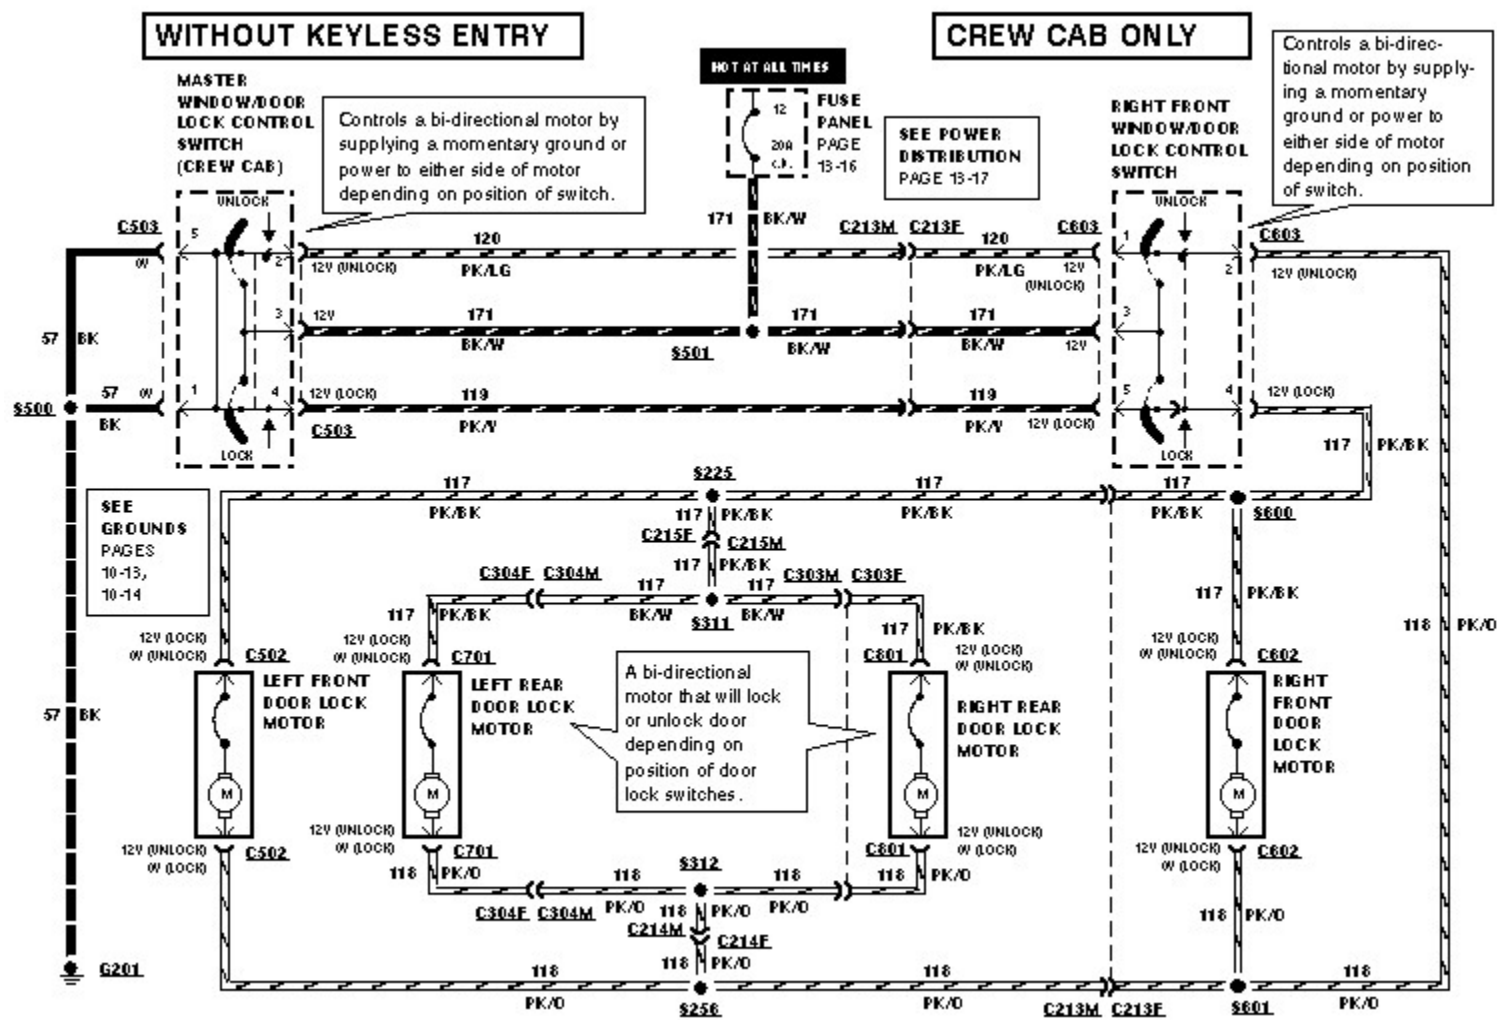 WITHOUT KEYLESS ENTRY
CREW CAB ONLY
HOT AT ALL TIMES
MASTER
WINDOW/DOOR
LOCK CONTROL
SWITCH
(CREW CAB)
Controls a bi-directional motor by
supplying a momentary ground or
power to either side of motor
depending on position of switch.
12
20A
C.B.
FUSE
PANEL
PAGE
13-16
SEE POWER
DISTRIBUTION
PAGE 13-17
RIGHT FRONT
WINDOW/DOOR
LOCK CONTROL
SWITCH
Controls a bi-direc-
tional motor by supply-
ing a momentary
ground or power to
either side of motor
depending on position
of switch.
C503
UNLOCK
5
2
0V
120
12V (UNLOCK)
PK/LG
171
BK/W
C213M
C213F
120
PK/LG
12V
(UNLOCK)
C603
UNLOCK
1
2
C603
12V (UNLOCK)
57
BK
3
12V
171
BK/W
S501
171
BK/W
171
BK/W
12V
3
S500
57
0V
BK
1
4
12V (LOCK)
119
PK/Y
C503
LOCK
119
PK/Y
12V (LOCK)
5
4
LOCK
12V (LOCK)
117
PK/BK
SEE
GROUNDS
PAGES
10-13,
10-14
117
PK/BK
S225
117
PK/BK
117
PK/BK
S600
117
PK/BK
C215F
C215M
117
PK/BK
C304F
C304M
117
BK/W
S311
117
BK/W
C303M
C303F
117
PK/BK
117
PK/BK
117
PK/BK
118
PK/O
12V (LOCK)
0V (UNLOCK)
C502
12V (LOCK)
0V (UNLOCK)
C701
C801
12V (LOCK)
0V (UNLOCK)
12V (LOCK)
0V (UNLOCK)
C602
LEFT FRONT
DOOR LOCK
MOTOR
M
LEFT REAR
DOOR LOCK
MOTOR
M
A bi-directional
motor that will lock
or unlock door
depending on
position of door
lock switches.
M
RIGHT REAR
DOOR LOCK
MOTOR
M
RIGHT
FRONT
DOOR
LOCK
MOTOR
57
BK
12V (UNLOCK)
0V (LOCK)
C502
12V (UNLOCK)
0V (LOCK)
C701
C801
12V (UNLOCK)
0V (LOCK)
12V (UNLOCK)
0V (LOCK)
C602
118
PK/O
C304F
C304M
118
PK/O
S312
118
PK/O
118
118
PK/O
C214M
C214F
118
PK/O
118
PK/O
G201
118
PK/O
S256
118
PK/O
C213M
C213F
S601
118
PK/O